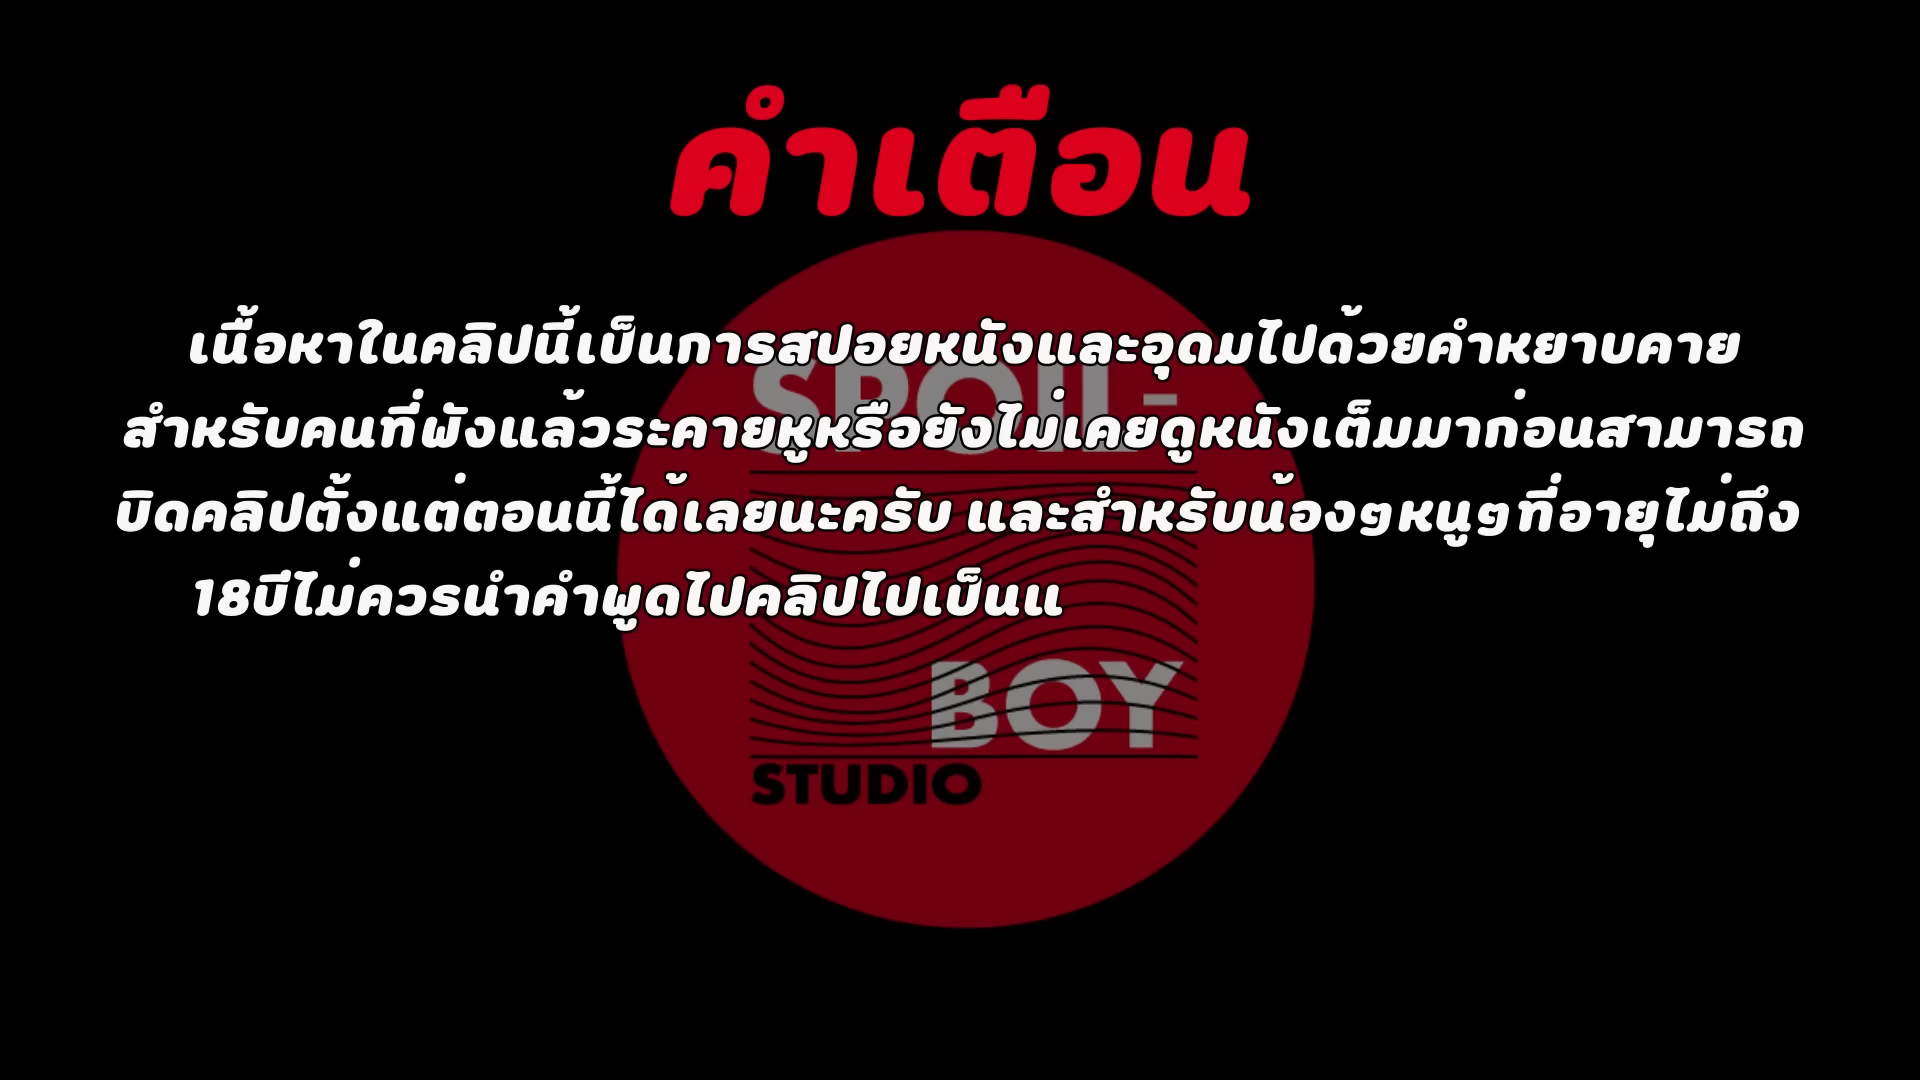 คำเตือน
เนื้อหาในคลิปนี้เป็นการสปอยหนังและอุดมไปด้วยคำหยาบคาย
สำหรับคนที่ฟังแล้วระคายหูหรือยังไม่เคยดูหนังเต็มมาก่อนสามารถ
ปิดคลิปตั้งแต่ตอนนี้ได้เลยนะครับ และสำหรับน้องๆหนูๆที่อายุไม่ถึง
18ปีไม่ควรนำคำพูดไปคลิปไปเป็นแ
SPOIL-
BOY
STUDIO